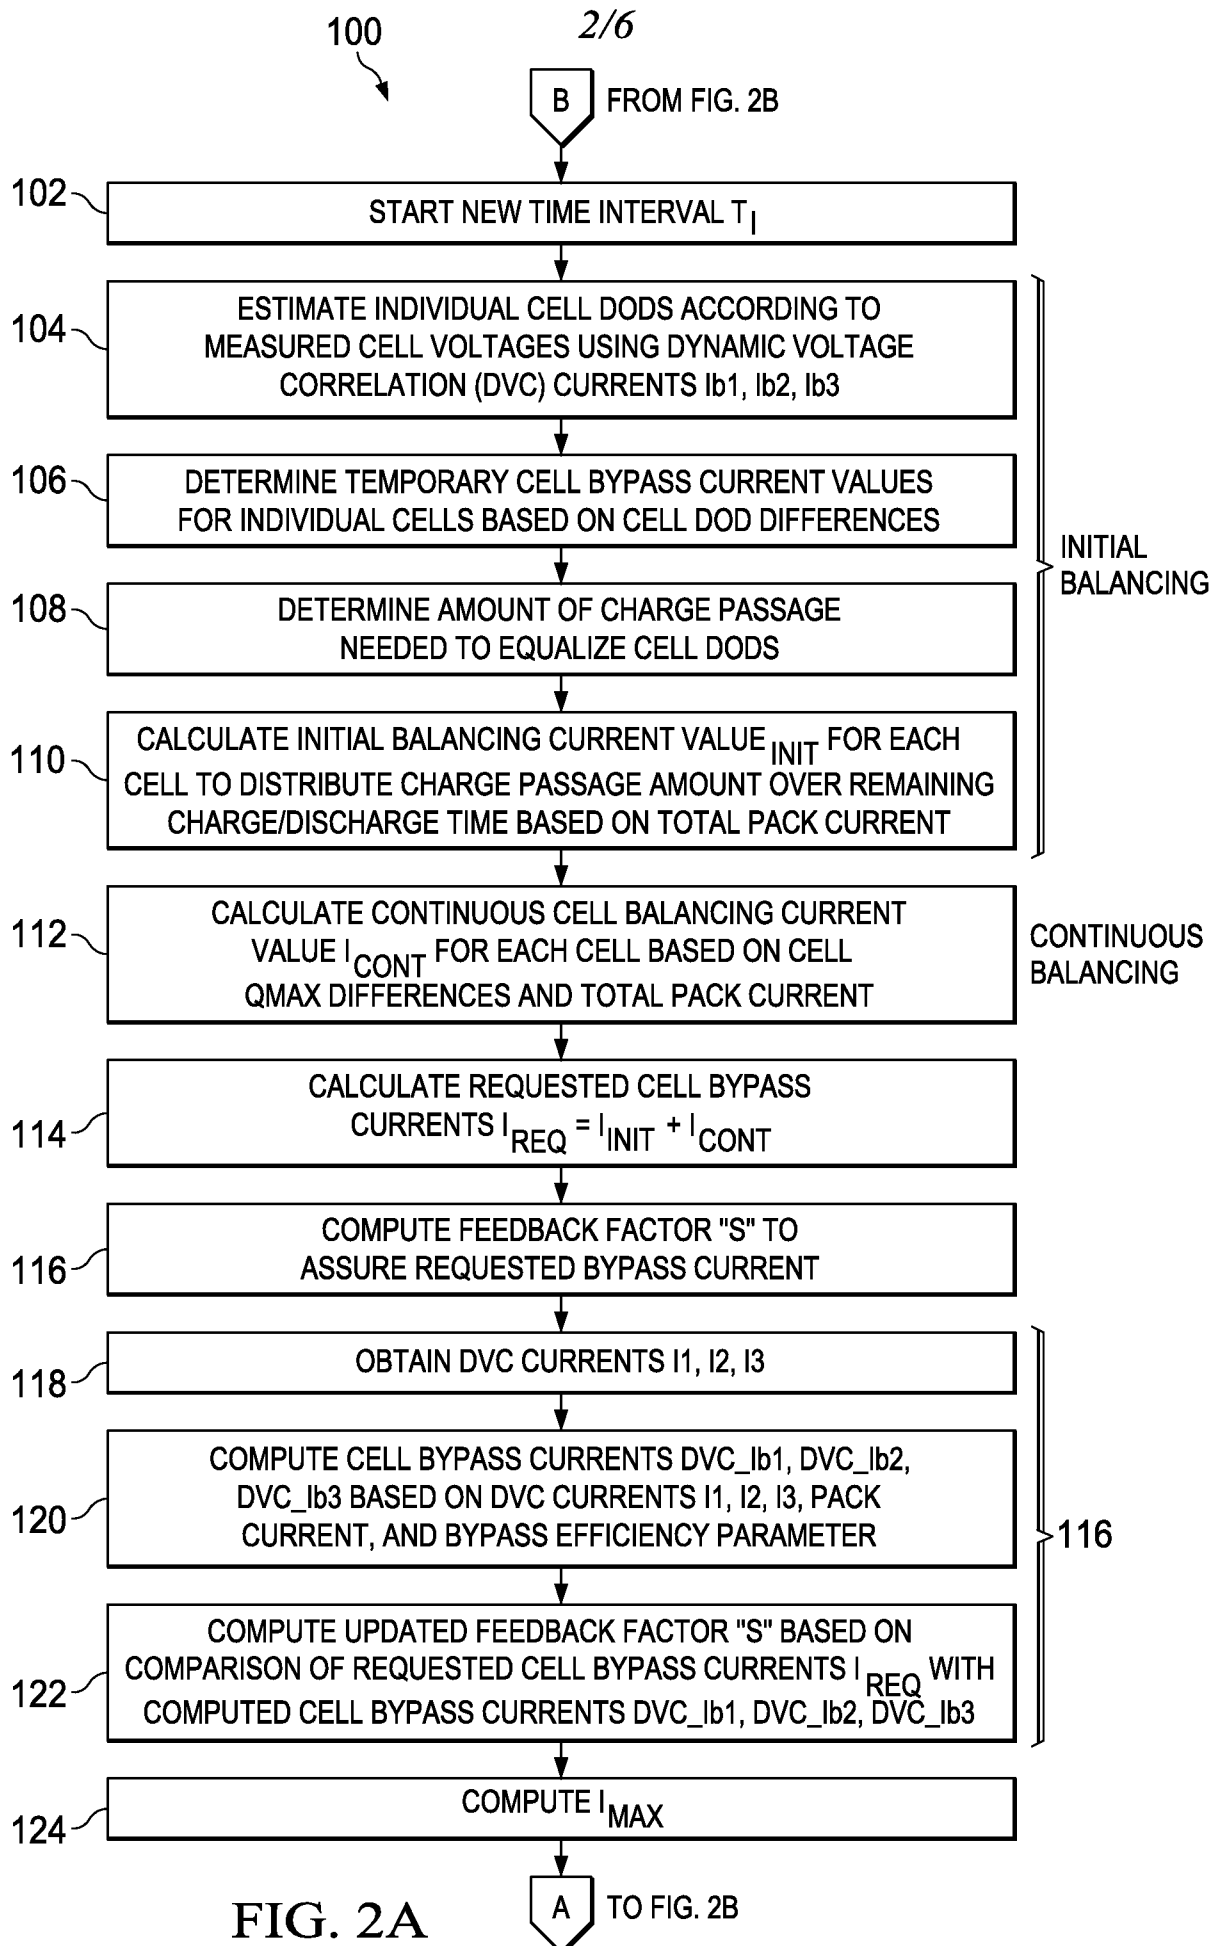 2/6
100
B FROM FIG. 2B
102
START NEW TIME INTERVAL T_I
104
ESTIMATE INDIVIDUAL CELL DODS ACCORDING TO
MEASURED CELL VOLTAGES USING DYNAMIC VOLTAGE
CORRELATION (DVC) CURRENTS Ib1, Ib2, Ib3
106
DETERMINE TEMPORARY CELL BYPASS CURRENT VALUES
FOR INDIVIDUAL CELLS BASED ON CELL DOD DIFFERENCES
INITIAL
BALANCING
108
DETERMINE AMOUNT OF CHARGE PASSAGE
NEEDED TO EQUALIZE CELL DODS
110
CALCULATE INITIAL BALANCING CURRENT VALUE_INIT FOR EACH
CELL TO DISTRIBUTE CHARGE PASSAGE AMOUNT OVER REMAINING
CHARGE/DISCHARGE TIME BASED ON TOTAL PACK CURRENT
112
CALCULATE CONTINUOUS CELL BALANCING CURRENT
VALUE I_CONT FOR EACH CELL BASED ON CELL
QMAX DIFFERENCES AND TOTAL PACK CURRENT
CONTINUOUS
BALANCING
114
CALCULATE REQUESTED CELL BYPASS
CURRENTS I_REQ = I_INIT + I_CONT
116
COMPUTE FEEDBACK FACTOR "S" TO
ASSURE REQUESTED BYPASS CURRENT
118
OBTAIN DVC CURRENTS I1, I2, I3
120
COMPUTE CELL BYPASS CURRENTS DVC_Ib1, DVC_Ib2,
DVC_Ib3 BASED ON DVC CURRENTS I1, I2, I3, PACK
CURRENT, AND BYPASS EFFICIENCY PARAMETER
116
122
COMPUTE UPDATED FEEDBACK FACTOR "S" BASED ON
COMPARISON OF REQUESTED CELL BYPASS CURRENTS I_REQ WITH
COMPUTED CELL BYPASS CURRENTS DVC_Ib1, DVC_Ib2, DVC_Ib3
124
COMPUTE I_MAX
A TO FIG. 2B
FIG. 2A